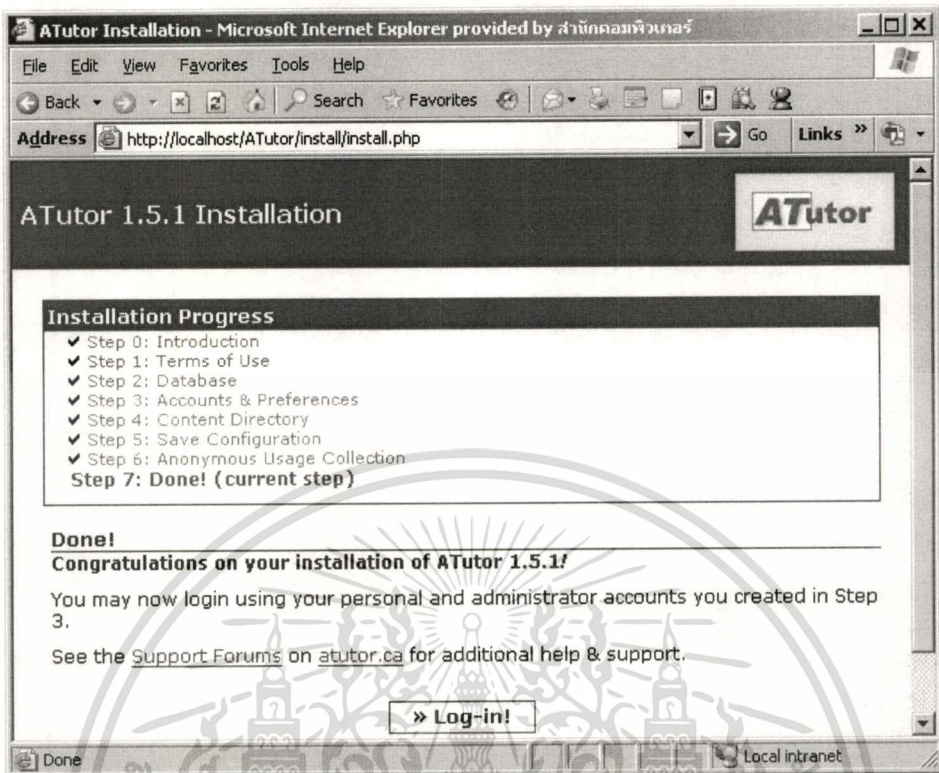 ATutor Installation - Microsoft Internet Explorer provided by สำนักคอมพิวเตอร์
File Edit View Favorites Tools Help
Back Search Favorites
Address http://localhost/ATutor/install/install.php Go Links »
ATutor 1.5.1 Installation
ATutor
Installation Progress
✔ Step 0: Introduction
✔ Step 1: Terms of Use
✔ Step 2: Database
✔ Step 3: Accounts & Preferences
✔ Step 4: Content Directory
✔ Step 5: Save Configuration
✔ Step 6: Anonymous Usage Collection
Step 7: Done! (current step)
Done!
Congratulations on your installation of ATutor 1.5.1!
You may now login using your personal and administrator accounts you created in Step
3.
See the Support Forums on atutor.ca for additional help & support.
» Log-in!
Done Local intranet